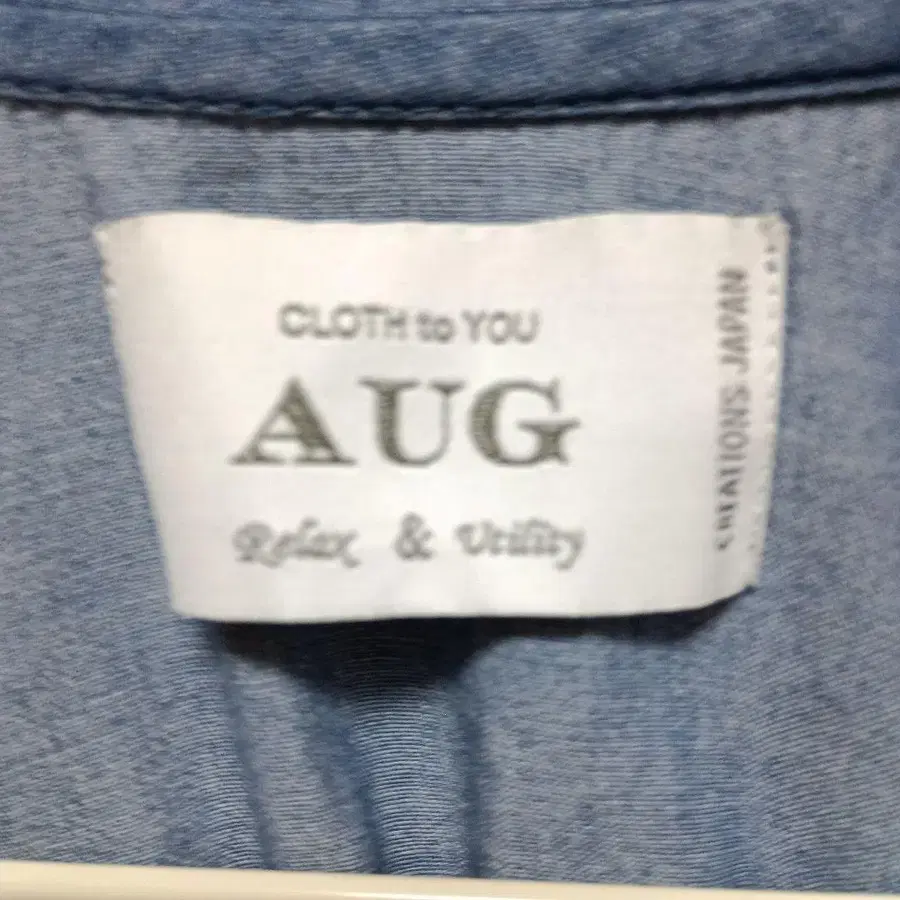 CLOTH to YOU
AUG
Relax & Utility
CREATIONS JAPAN